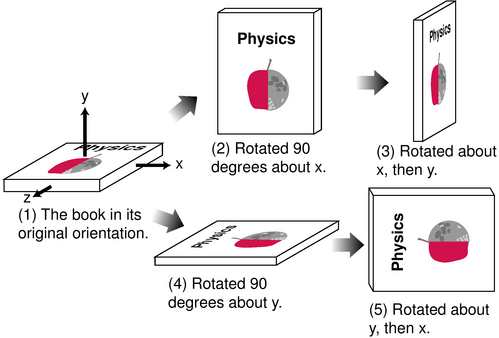 Physics
y
x
z
(1) The book in its
original orientation.
Physics
(2) Rotated 90
degrees about x.
Physics
(3) Rotated about
x, then y.
Physics
(4) Rotated 90
degrees about y.
Physics
(5) Rotated about
y, then x.